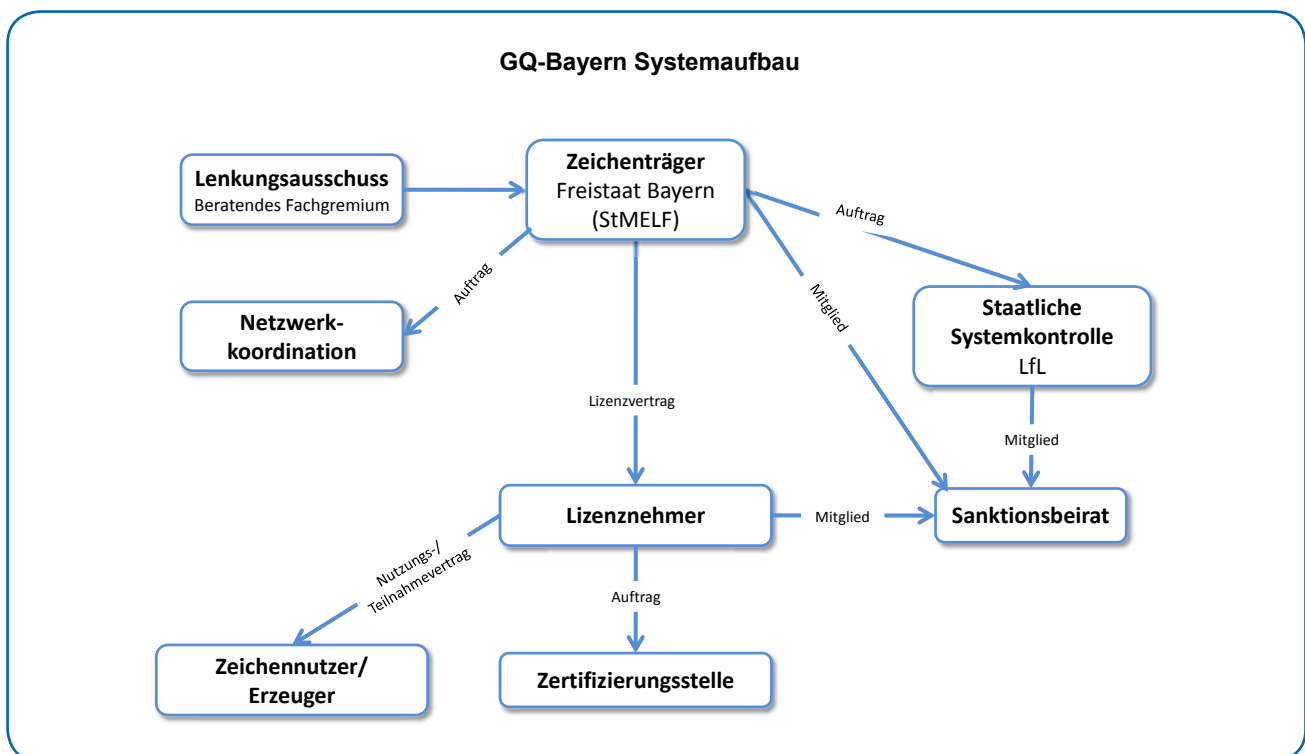 GQ-Bayern Systemaufbau
Lenkungsausschuss
Beratendes Fachgremium
Zeichenträger
Freistaat Bayern
(StMELF)
Auftrag
Auftrag
Mitglied
Netzwerk-
koordination
Staatliche
Systemkontrolle
LfL
Lizenzvertrag
Mitglied
Lizenznehmer
Mitglied
Sanktionsbeirat
Nutzungs-/
Teilnahmevertrag
Auftrag
Zeichennutzer/
Erzeuger
Zertifizierungsstelle